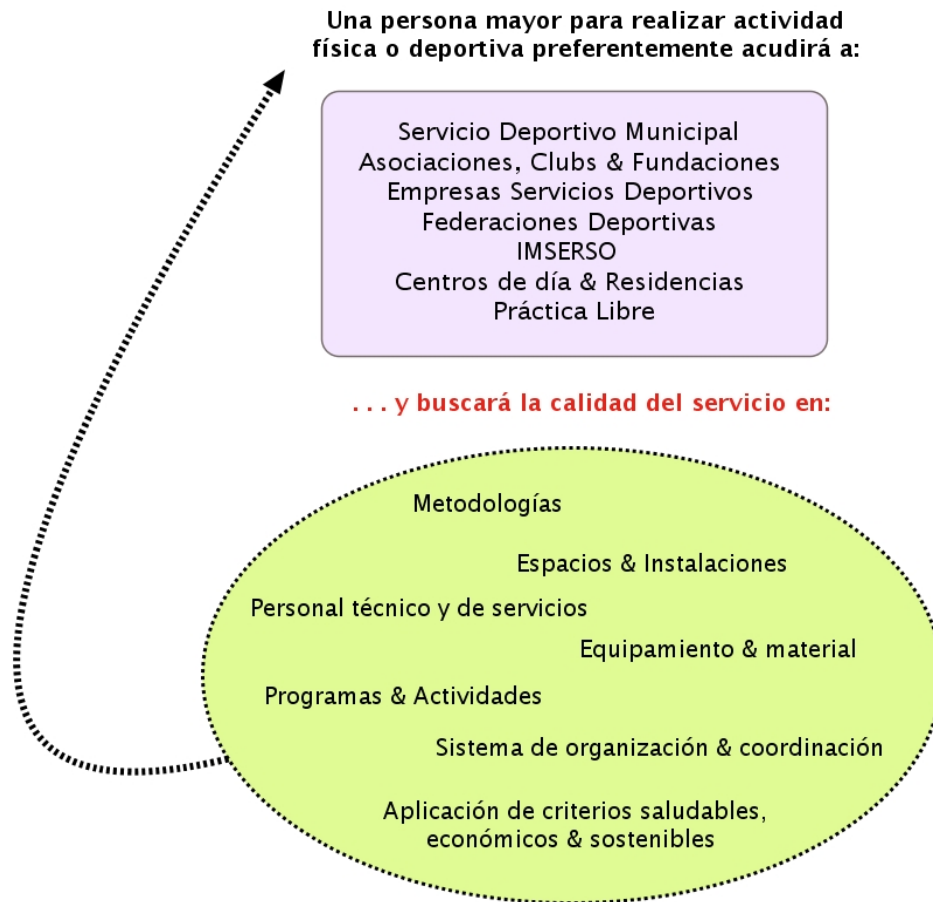 Una persona mayor para realizar actividad
física o deportiva preferentemente acudirá a:
Servicio Deportivo Municipal
Asociaciones, Clubs & Fundaciones
Empresas Servicios Deportivos
Federaciones Deportivas
IMSERSO
Centros de día & Residencias
Práctica Libre
. . . y buscará la calidad del servicio en:
Metodologías
Espacios & Instalaciones
Personal técnico y de servicios
Equipamiento & material
Programas & Actividades
Sistema de organización & coordinación
Aplicación de criterios saludables,
económicos & sostenibles